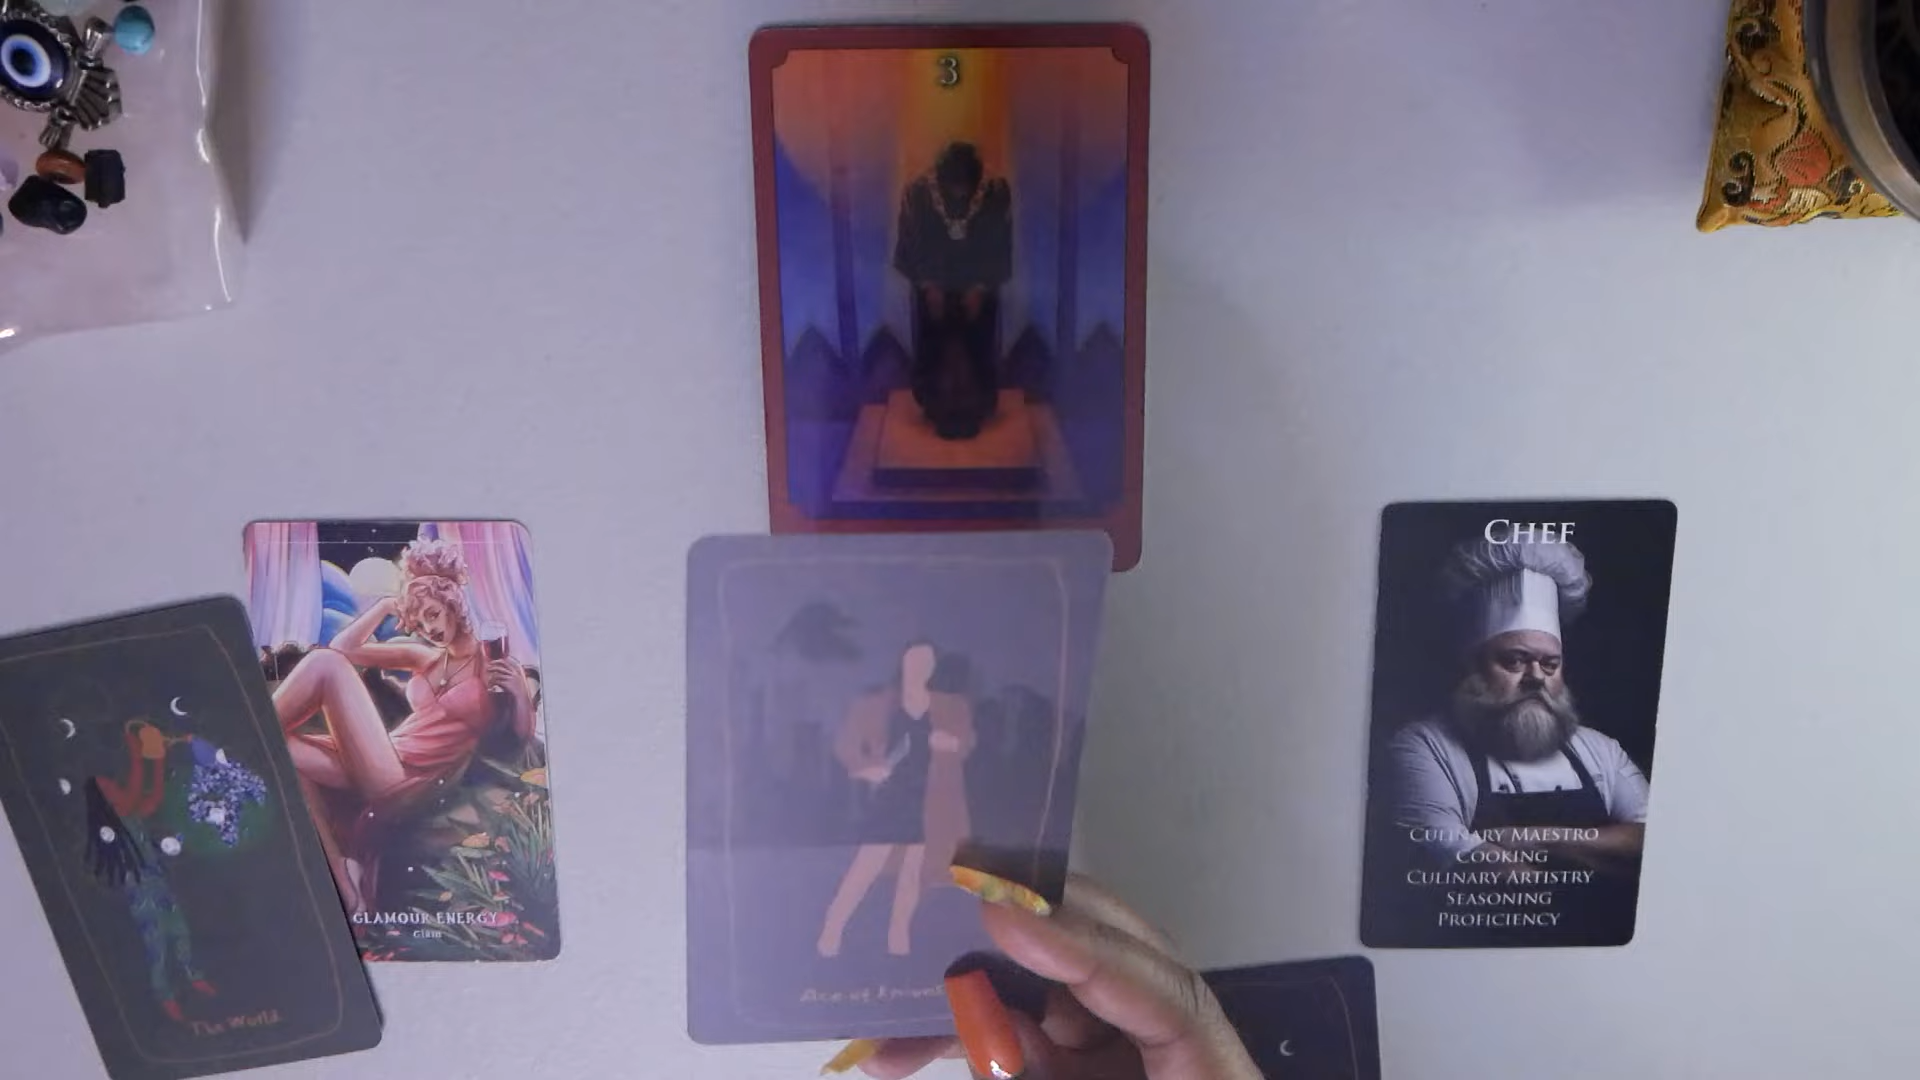 3
CHEF
CULINARY MAESTRO
COOKING
CULINARY ARTISTRY
SEASONING
PROFICIENCY
GLAMOUR ENERGY
Glam
Ace of Knives
The World